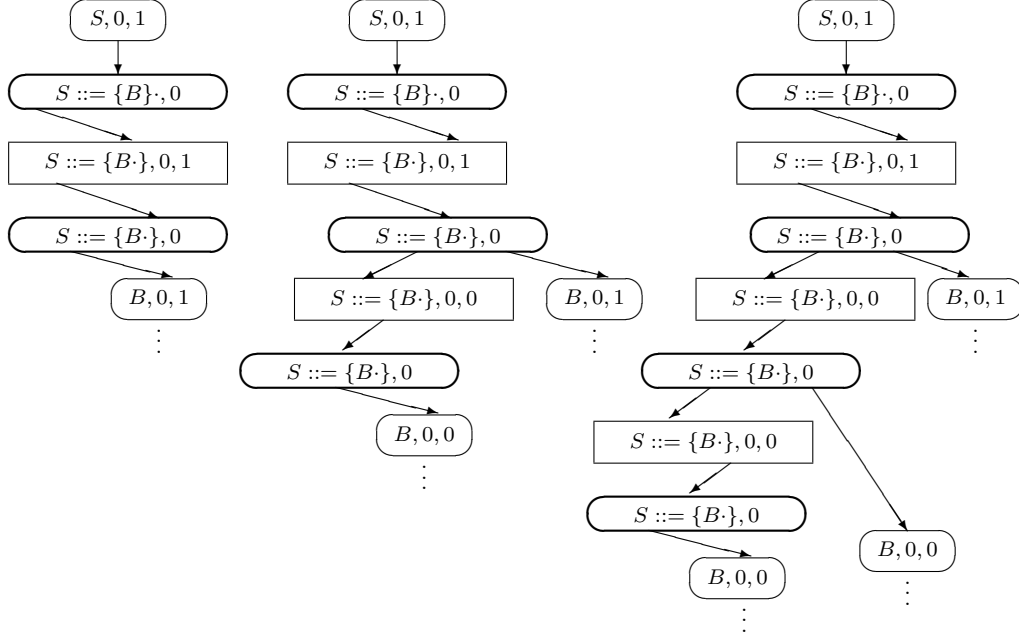 S, 0, 1
S ::= {B}·, 0
S ::= {B·}, 0, 1
S ::= {B·}, 0
B, 0, 1
⋮
S, 0, 1
S ::= {B}·, 0
S ::= {B·}, 0, 1
S ::= {B·}, 0
S ::= {B·}, 0, 0
B, 0, 1
⋮
S ::= {B·}, 0
B, 0, 0
⋮
S, 0, 1
S ::= {B}·, 0
S ::= {B·}, 0, 1
S ::= {B·}, 0
S ::= {B·}, 0, 0
B, 0, 1
⋮
S ::= {B·}, 0
S ::= {B·}, 0, 0
S ::= {B·}, 0
B, 0, 0
⋮
B, 0, 0
⋮